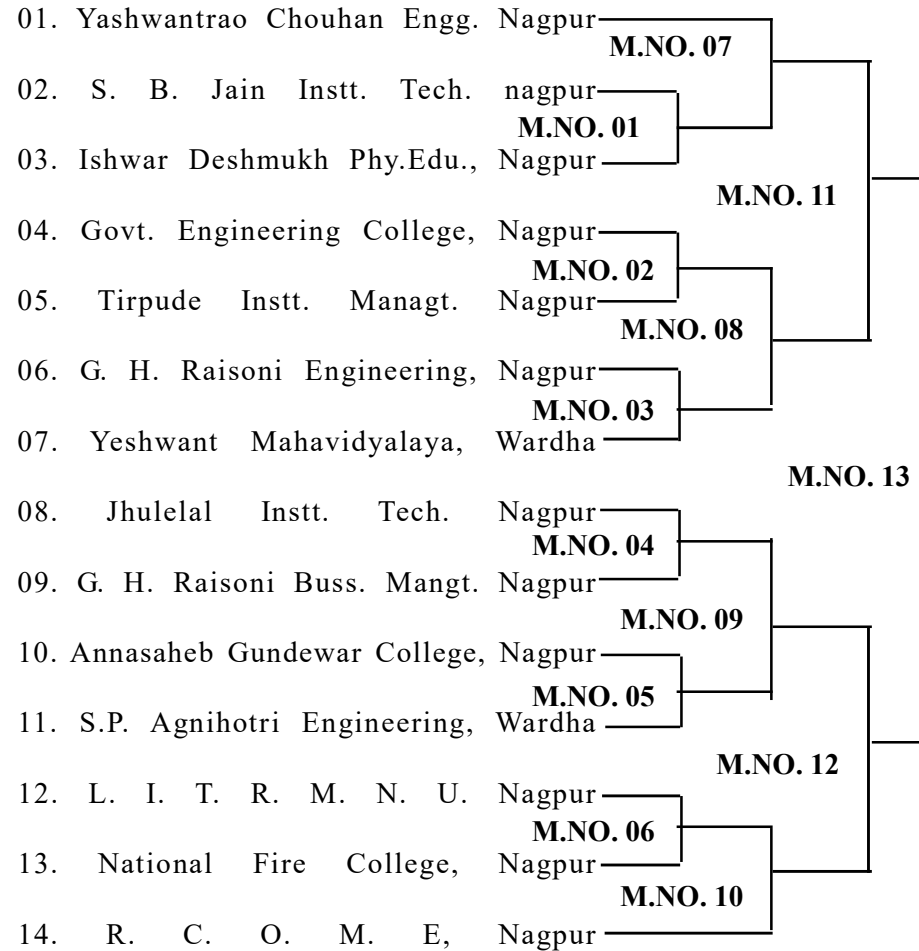 01. Yashwantrao Chouhan Engg. Nagpur
M.NO. 07
02. S. B. Jain Instt. Tech. nagpur
M.NO. 01
03. Ishwar Deshmukh Phy.Edu., Nagpur
M.NO. 11
04. Govt. Engineering College, Nagpur
M.NO. 02
05. Tirpude Instt. Managt. Nagpur
M.NO. 08
06. G. H. Raisoni Engineering, Nagpur
M.NO. 03
07. Yeshwant Mahavidyalaya, Wardha
M.NO. 13
08. Jhulelal Instt. Tech. Nagpur
M.NO. 04
09. G. H. Raisoni Buss. Mangt. Nagpur
M.NO. 09
10. Annasaheb Gundewar College, Nagpur
M.NO. 05
11. S.P. Agnihotri Engineering, Wardha
M.NO. 12
12. L. I. T. R. M. N. U. Nagpur
M.NO. 06
13. National Fire College, Nagpur
M.NO. 10
14. R. C. O. M. E, Nagpur